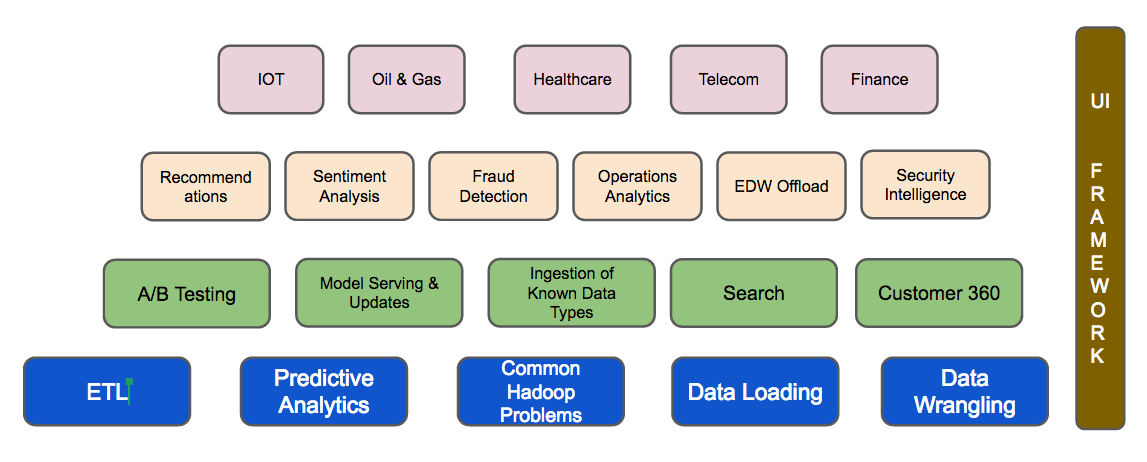 IOT
Oil & Gas
Healthcare
Telecom
Finance
Recommend
ations
Sentiment
Analysis
Fraud
Detection
Operations
Analytics
EDW Offload
Security
Intelligence
A/B Testing
Model Serving &
Updates
Ingestion of
Known Data
Types
Search
Customer 360
ETL
Predictive
Analytics
Common
Hadoop
Problems
Data Loading
Data
Wrangling
UI
FRAMEWORK